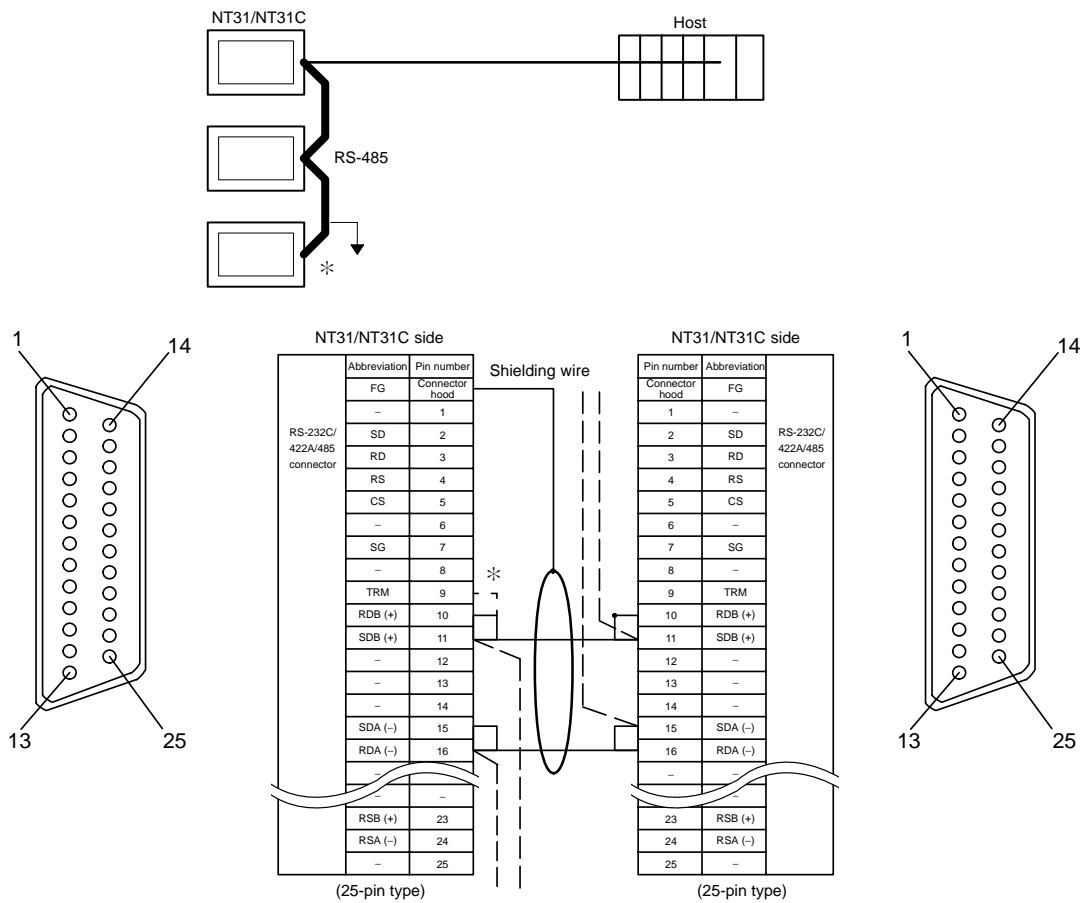 NT31/NT31C
Host
RS-485
*
NT31/NT31C side
NT31/NT31C side
1
14
13
25
Abbreviation Pin number
FG Connector hood
– 1
SD 2
RD 3
RS 4
CS 5
– 6
SG 7
– 8
TRM 9
RDB (+) 10
SDB (+) 11
– 12
– 13
– 14
SDA (–) 15
RDA (–) 16
–
– –
RSB (+) 23
RSA (–) 24
– 25
RS-232C/
422A/485
connector
(25-pin type)
Shielding wire
*
Pin number Abbreviation
Connector hood FG
1 –
2 SD
3 RD
4 RS
5 CS
6 –
7 SG
8 –
9 TRM
10 RDB (+)
11 SDB (+)
12 –
13 –
14 –
15 SDA (–)
16 RDA (–)
– –
– –
23 RSB (+)
24 RSA (–)
25 –
RS-232C/
422A/485
connector
(25-pin type)
1
14
13
25